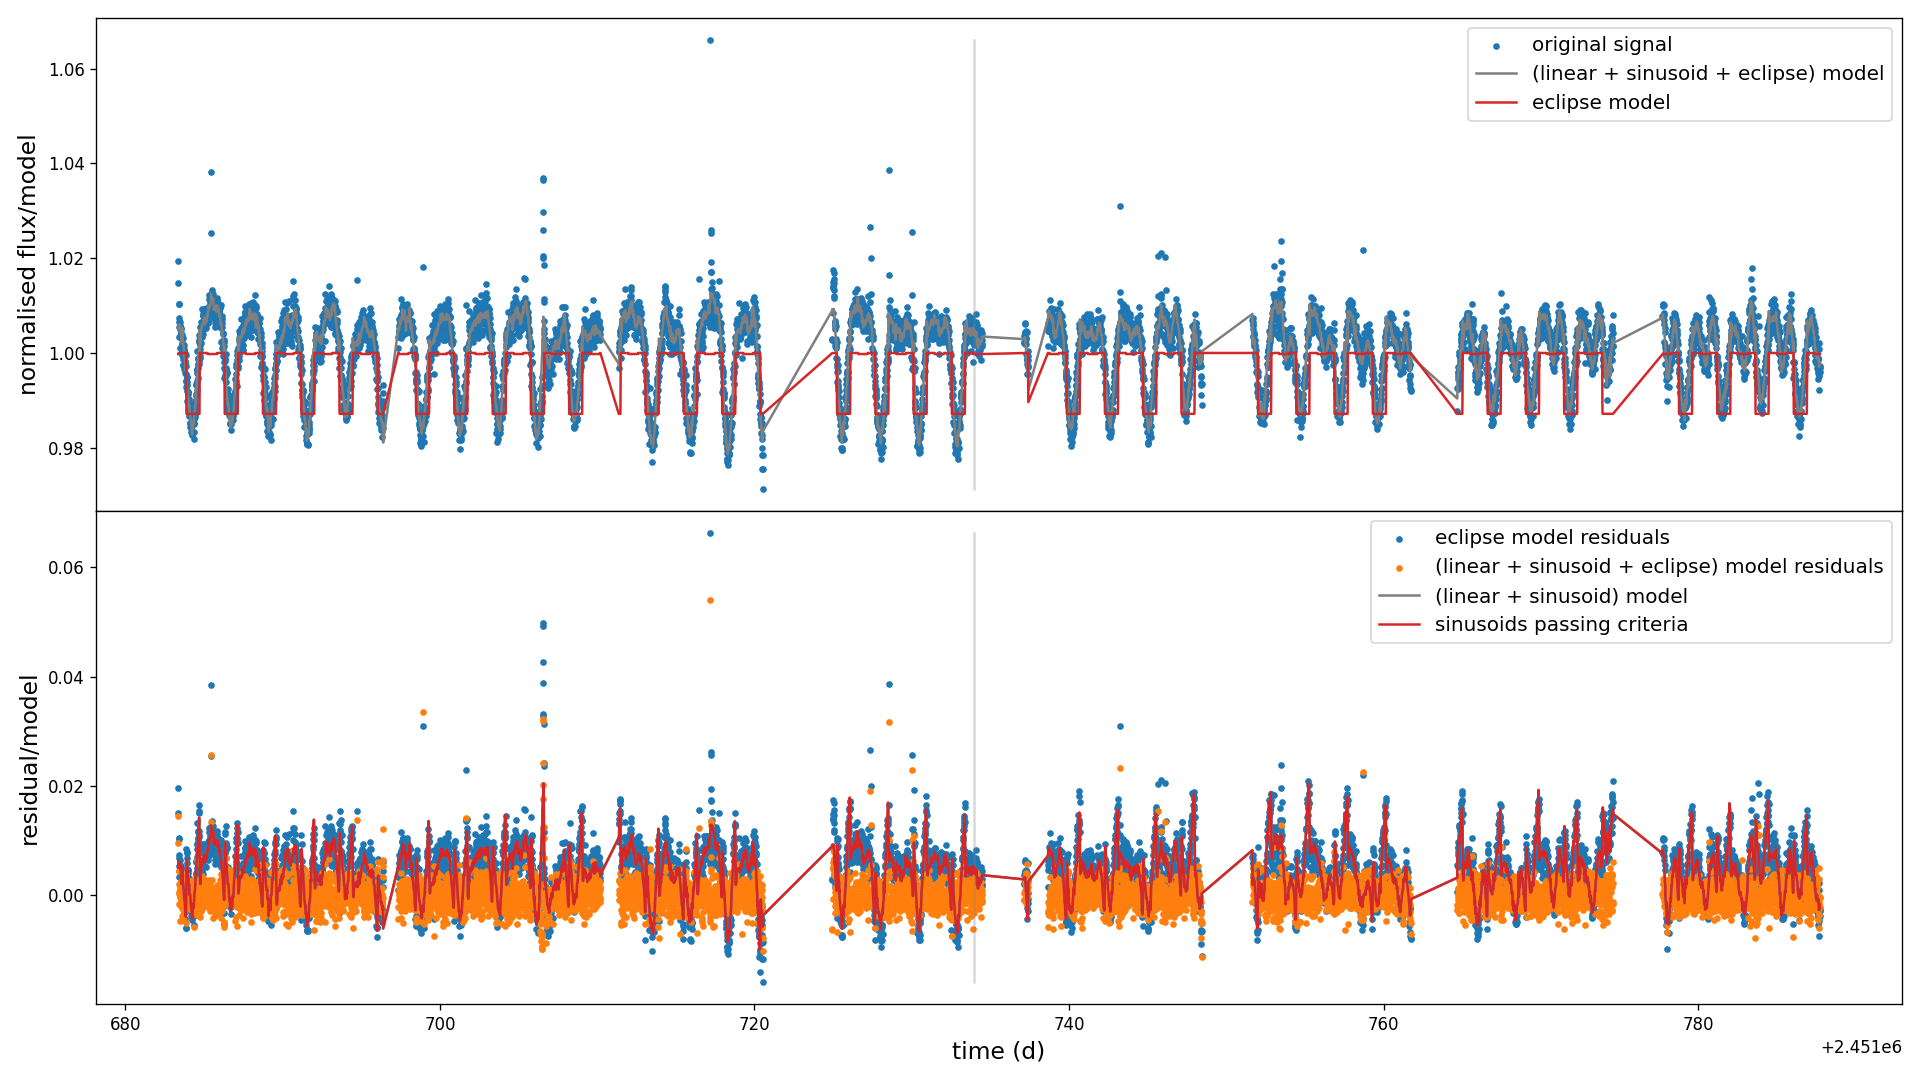 normalised flux/model
1.06
1.04
1.02
1.00
0.98
original signal
(linear + sinusoid + eclipse) model
eclipse model
residual/model
0.06
0.04
0.02
0.00
eclipse model residuals
(linear + sinusoid + eclipse) model residuals
(linear + sinusoid) model
sinusoids passing criteria
680
700
720
740
760
780
time (d)
+2.451e6